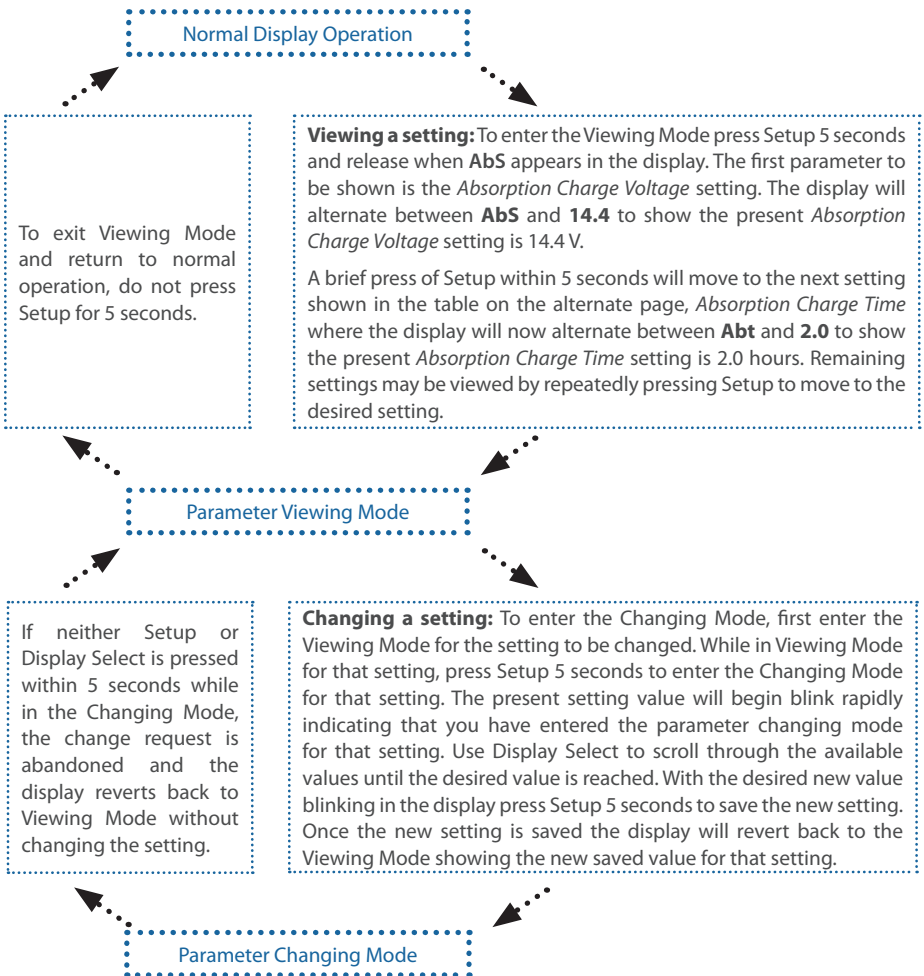 Normal Display Operation
To exit Viewing Mode
and return to normal
operation, do not press
Setup for 5 seconds.
Viewing a setting: To enter the Viewing Mode press Setup 5 seconds
and release when AbS appears in the display. The first parameter to
be shown is the Absorption Charge Voltage setting. The display will
alternate between AbS and 14.4 to show the present Absorption
Charge Voltage setting is 14.4 V.
A brief press of Setup within 5 seconds will move to the next setting
shown in the table on the alternate page, Absorption Charge Time
where the display will now alternate between Abt and 2.0 to show
the present Absorption Charge Time setting is 2.0 hours. Remaining
settings may be viewed by repeatedly pressing Setup to move to the
desired setting.
Parameter Viewing Mode
If neither Setup or
Display Select is pressed
within 5 seconds while
in the Changing Mode,
the change request is
abandoned and the
display reverts back to
Viewing Mode without
changing the setting.
Changing a setting: To enter the Changing Mode, first enter the
Viewing Mode for the setting to be changed. While in Viewing Mode
for that setting, press Setup 5 seconds to enter the Changing Mode
for that setting. The present setting value will begin blink rapidly
indicating that you have entered the parameter changing mode
for that setting. Use Display Select to scroll through the available
values until the desired value is reached. With the desired new value
blinking in the display press Setup 5 seconds to save the new setting.
Once the new setting is saved the display will revert back to the
Viewing Mode showing the new saved value for that setting.
Parameter Changing Mode